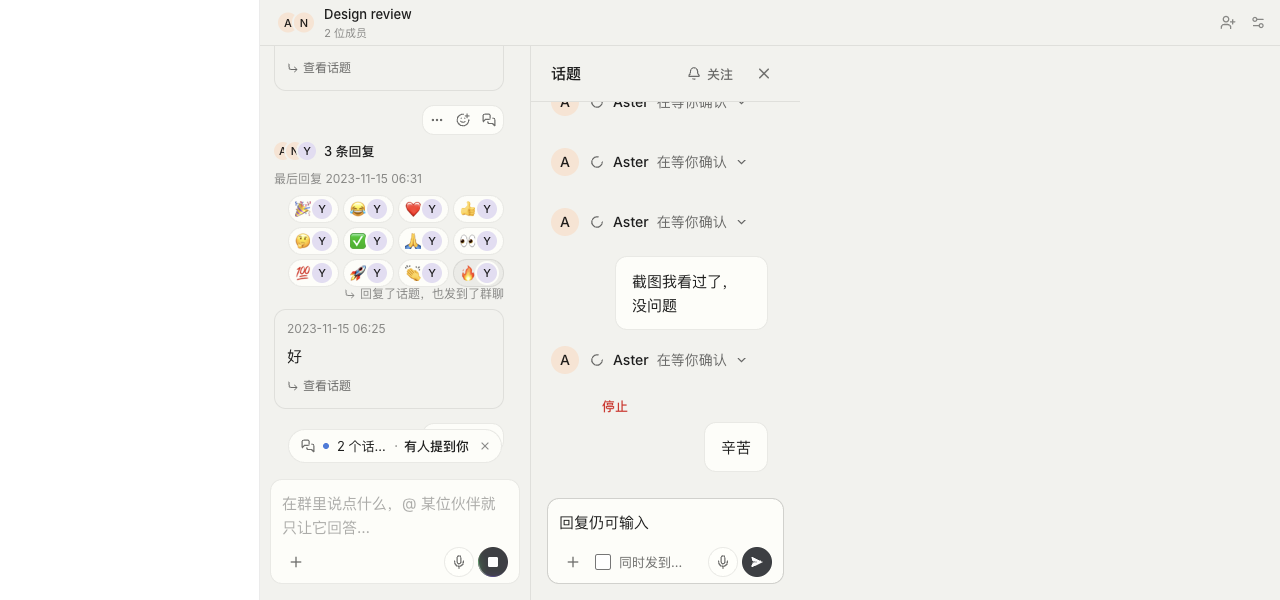 A N
Design review
2 位成员
查看话题
A N Y 3 条回复
最后回复 2023-11-15 06:31
Y Y Y Y
Y Y Y Y
Y Y Y Y
回复了话题，也发到了群聊
2023-11-15 06:25
好
查看话题
2 个话... · 有人提到你
在群里说点什么，@ 某位伙伴就
只让它回答...
话题
关注
A Aster 在等你确认
A Aster 在等你确认
A Aster 在等你确认
截图我看过了，
没问题
A Aster 在等你确认
停止
辛苦
回复仍可输入
同时发到...